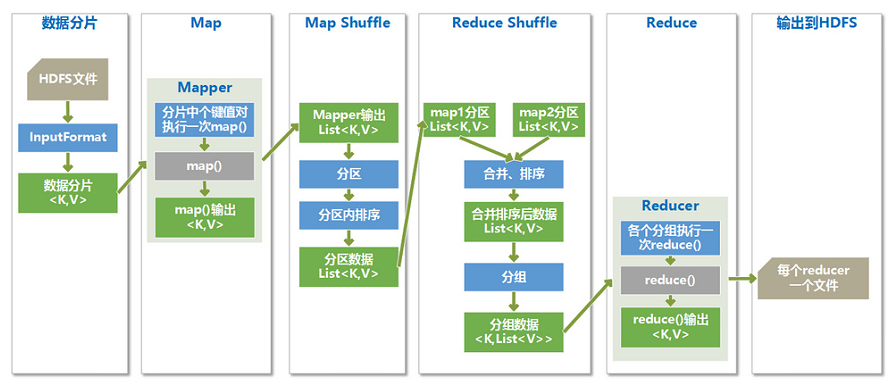 数据分片
HDFS文件
InputFormat
数据分片
<K,V>
Map
Mapper
分片中个键值对
执行一次map()
map()
map()输出
<K,V>
Map Shuffle
Mapper输出
List<K,V>
分区
分区内排序
分区数据
List<K,V>
Reduce Shuffle
map1分区
List<K,V>
map2分区
List<K,V>
合并、排序
合并排序后数据
List<K,V>
分组
分组数据
<K,List<V>>
Reduce
Reducer
各个分组执行一
次reduce()
reduce()
reduce()输出
<K,V>
输出到HDFS
每个reducer
一个文件